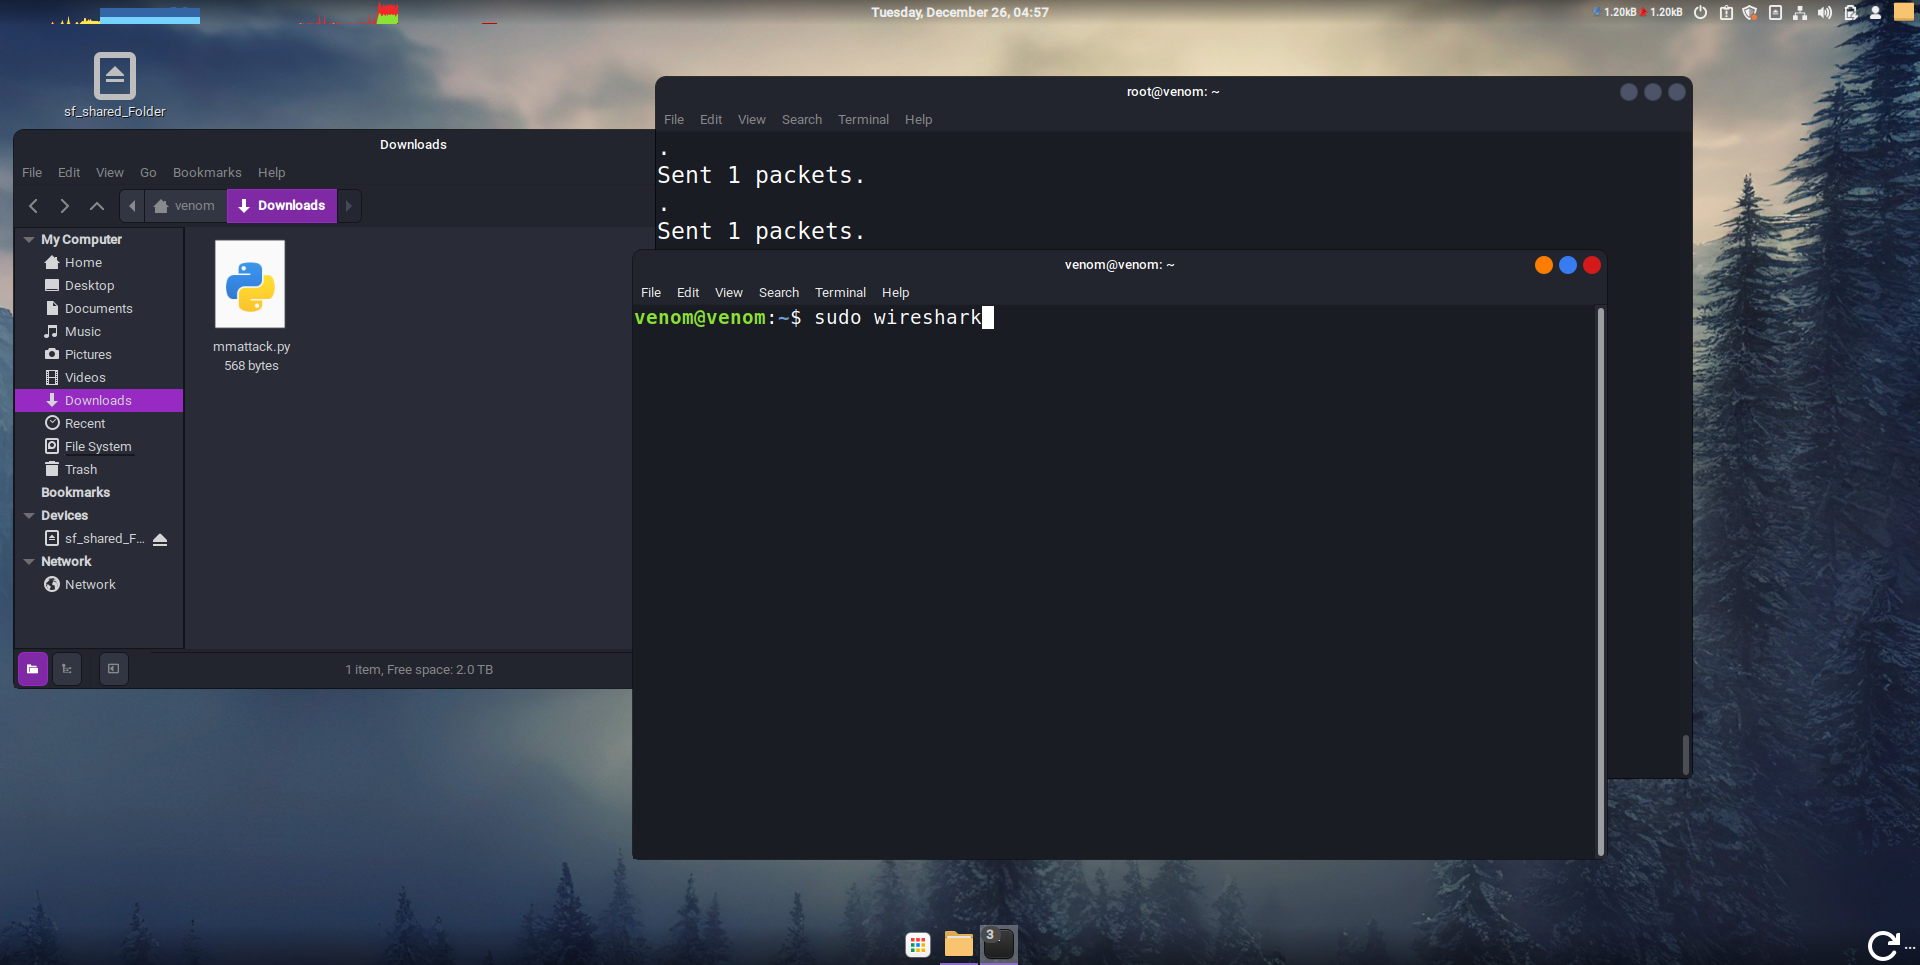 Tuesday, December 26, 04:57
1.20kB 1.20kB
sf_shared_Folder
Downloads
File Edit View Go Bookmarks Help
venom Downloads
My Computer
Home
Desktop
Documents
Music
Pictures
Videos
Downloads
Recent
File System
Trash
Bookmarks
Devices
sf_shared_F...
Network
Network
mmattack.py
568 bytes
1 item, Free space: 2.0 TB
root@venom: ~
File Edit View Search Terminal Help
.
Sent 1 packets.
.
Sent 1 packets.
venom@venom: ~
File Edit View Search Terminal Help
venom@venom:~$ sudo wireshark
3